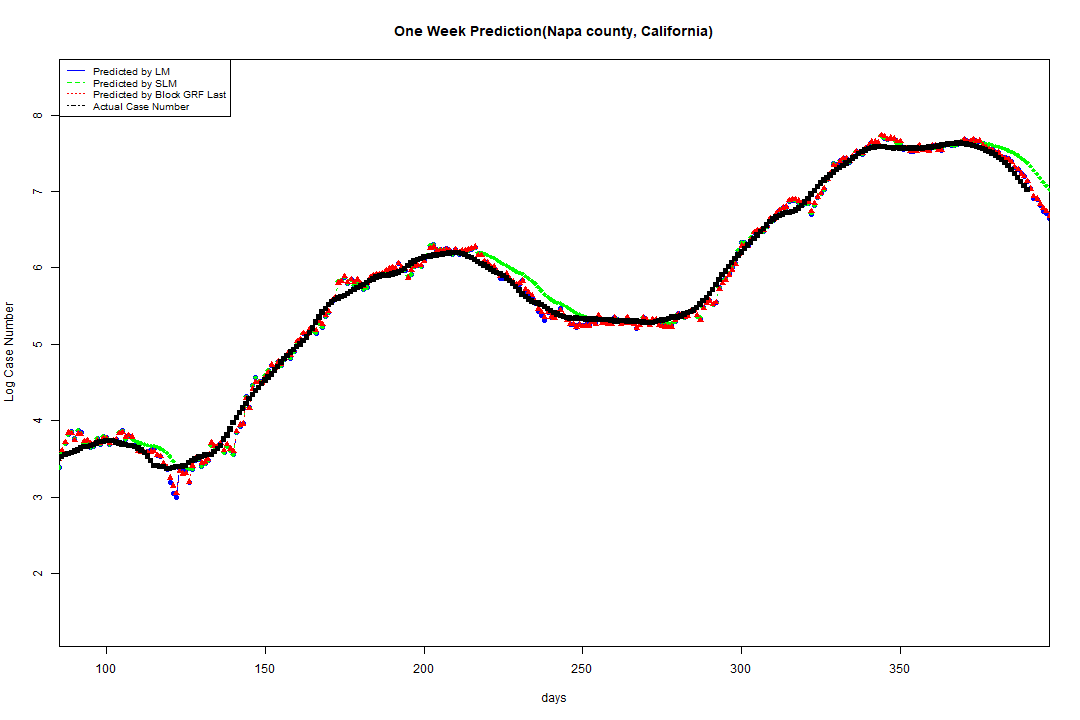 One Week Prediction(Napa county, California)
Predicted by LM
Predicted by SLM
Predicted by Block GRF Last
Actual Case Number
8
7
6
5
4
3
2
Log Case Number
100 150 200 250 300 350
days